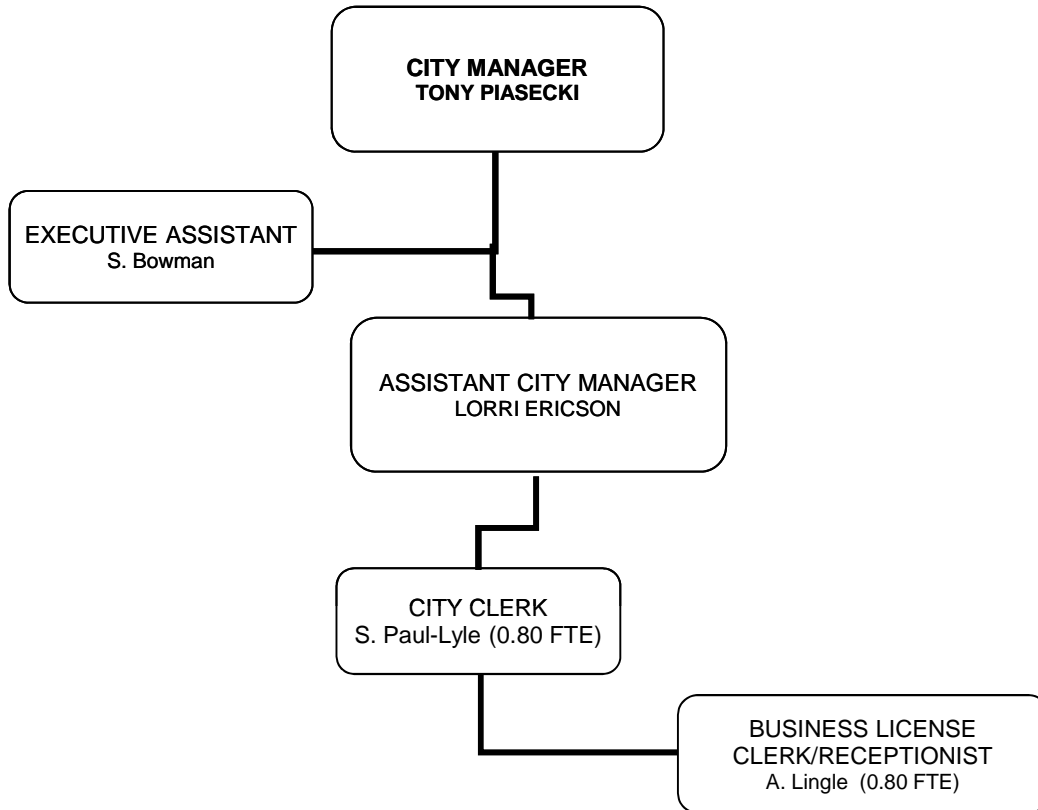 CITY MANAGER
TONY PIASECKI
EXECUTIVE ASSISTANT
S. Bowman
ASSISTANT CITY MANAGER
LORRI ERICSON
CITY CLERK
S. Paul-Lyle (0.80 FTE)
BUSINESS LICENSE
CLERK/RECEPTIONIST
A. Lingle (0.80 FTE)